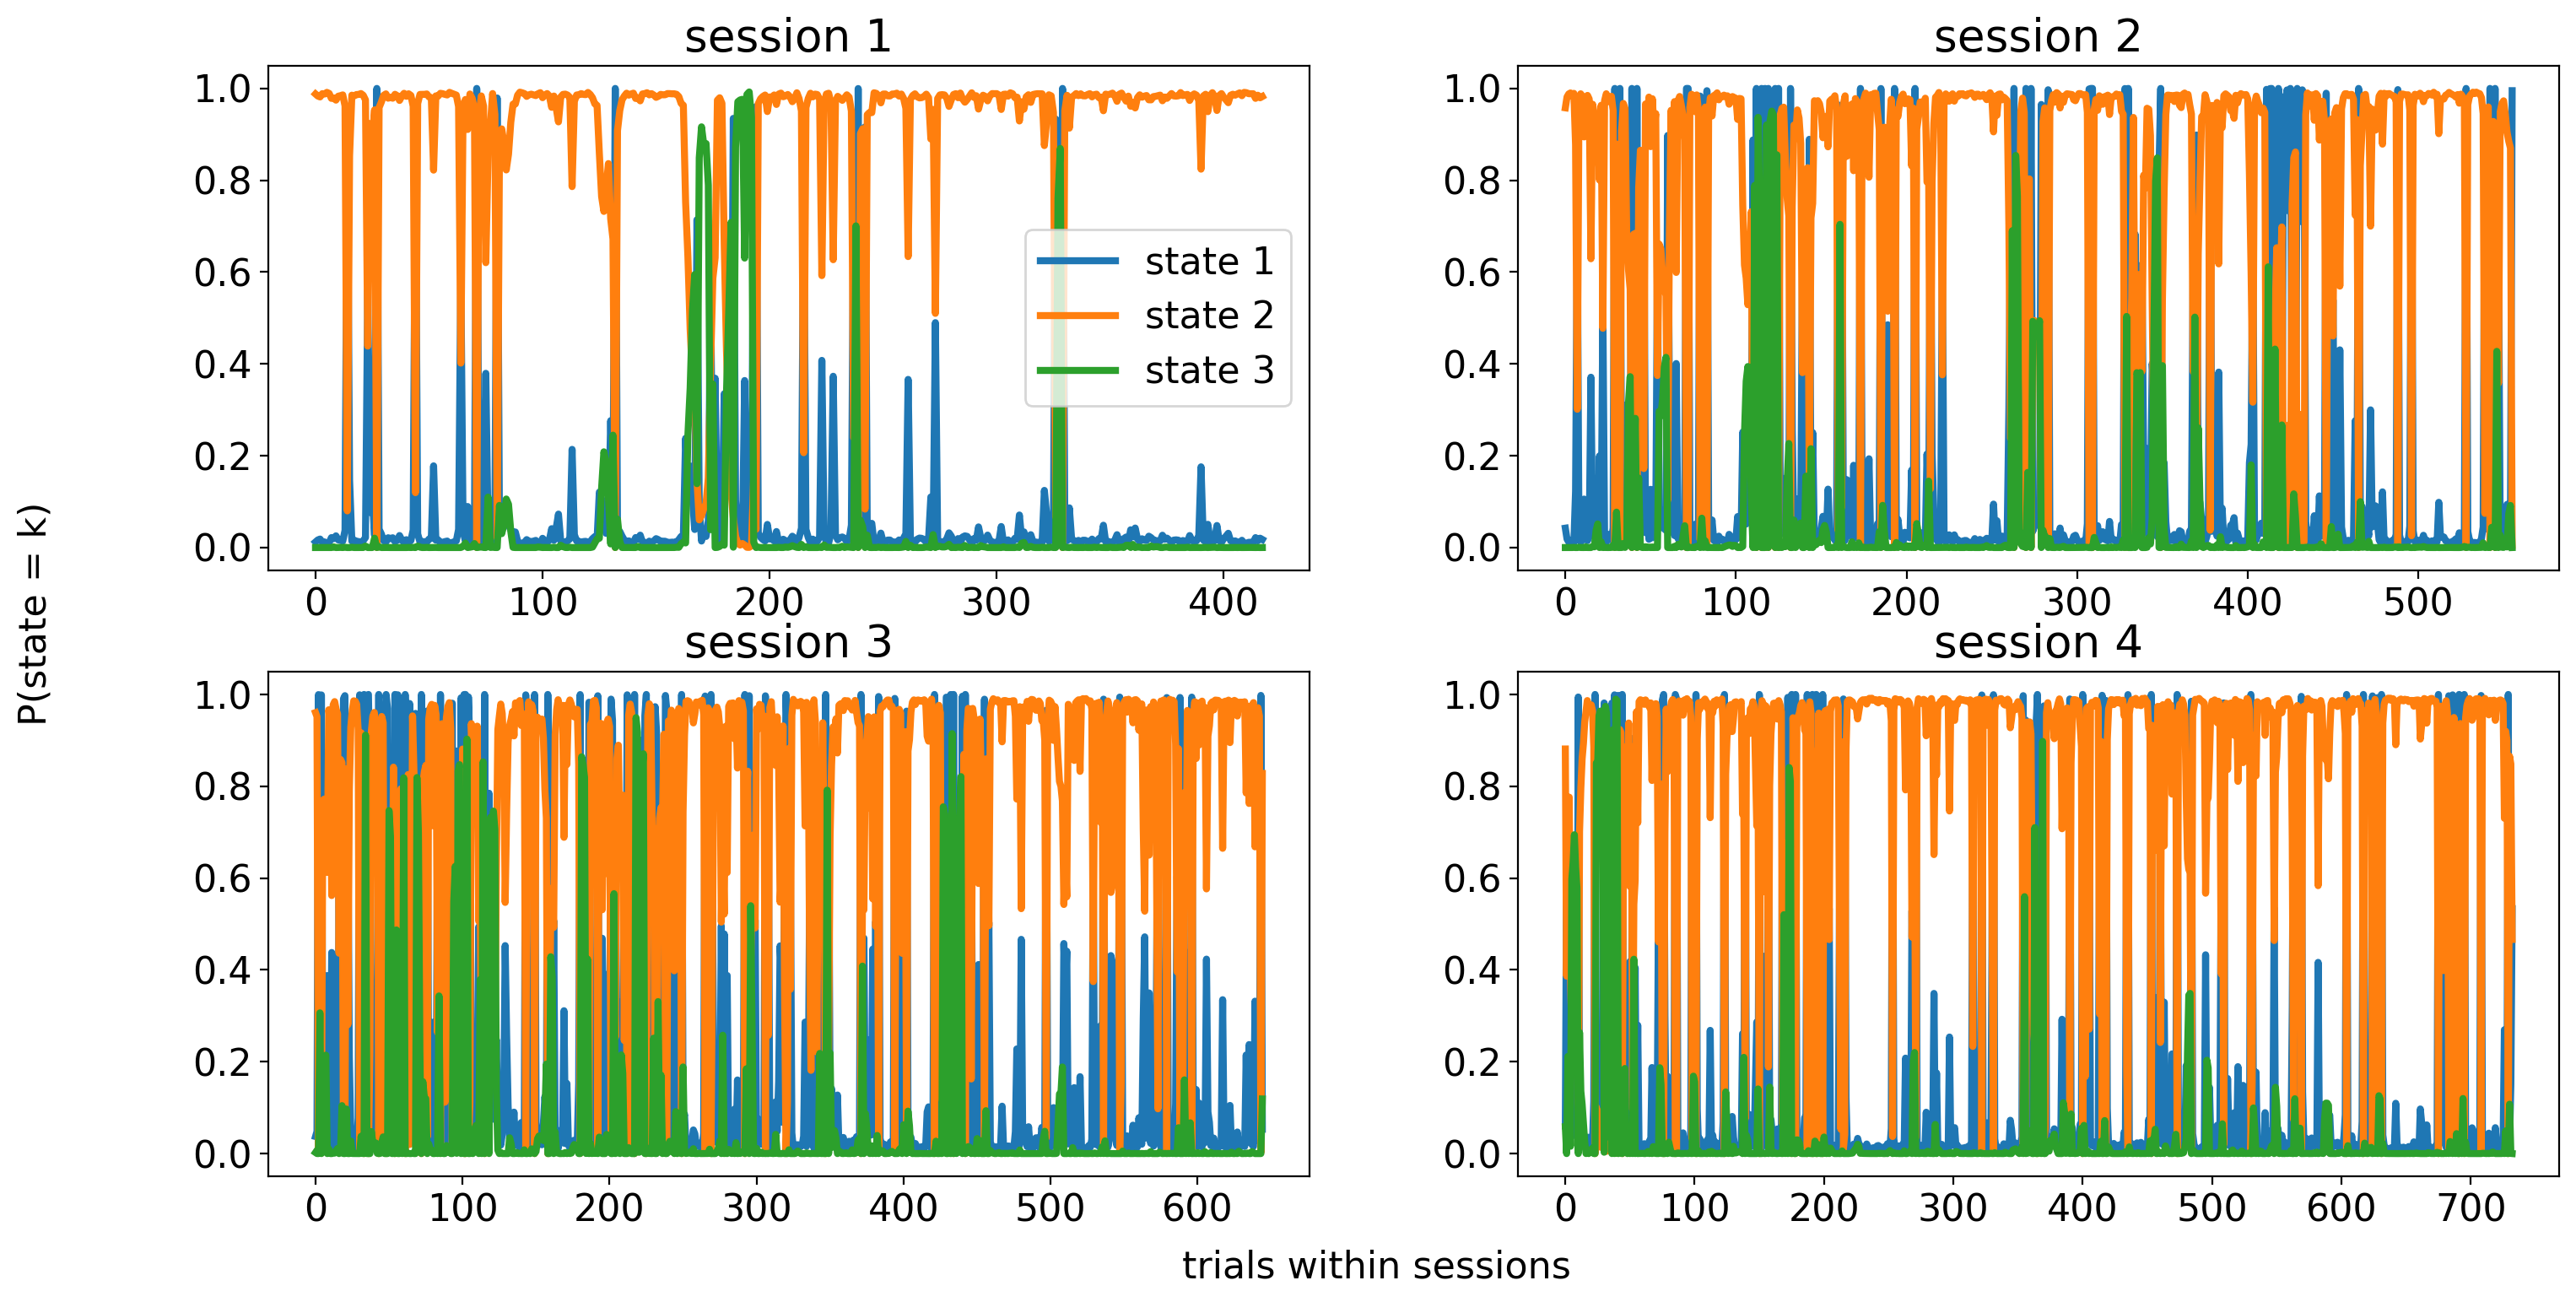 session 1
1.0
0.8
0.6
0.4
0.2
0.0
0 100 200 300 400
state 1
state 2
state 3
session 2
1.0
0.8
0.6
0.4
0.2
0.0
0 100 200 300 400 500
session 3
1.0
0.8
0.6
0.4
0.2
0.0
0 100 200 300 400 500 600
session 4
1.0
0.8
0.6
0.4
0.2
0.0
0 100 200 300 400 500 600 700
P(state = k)
trials within sessions